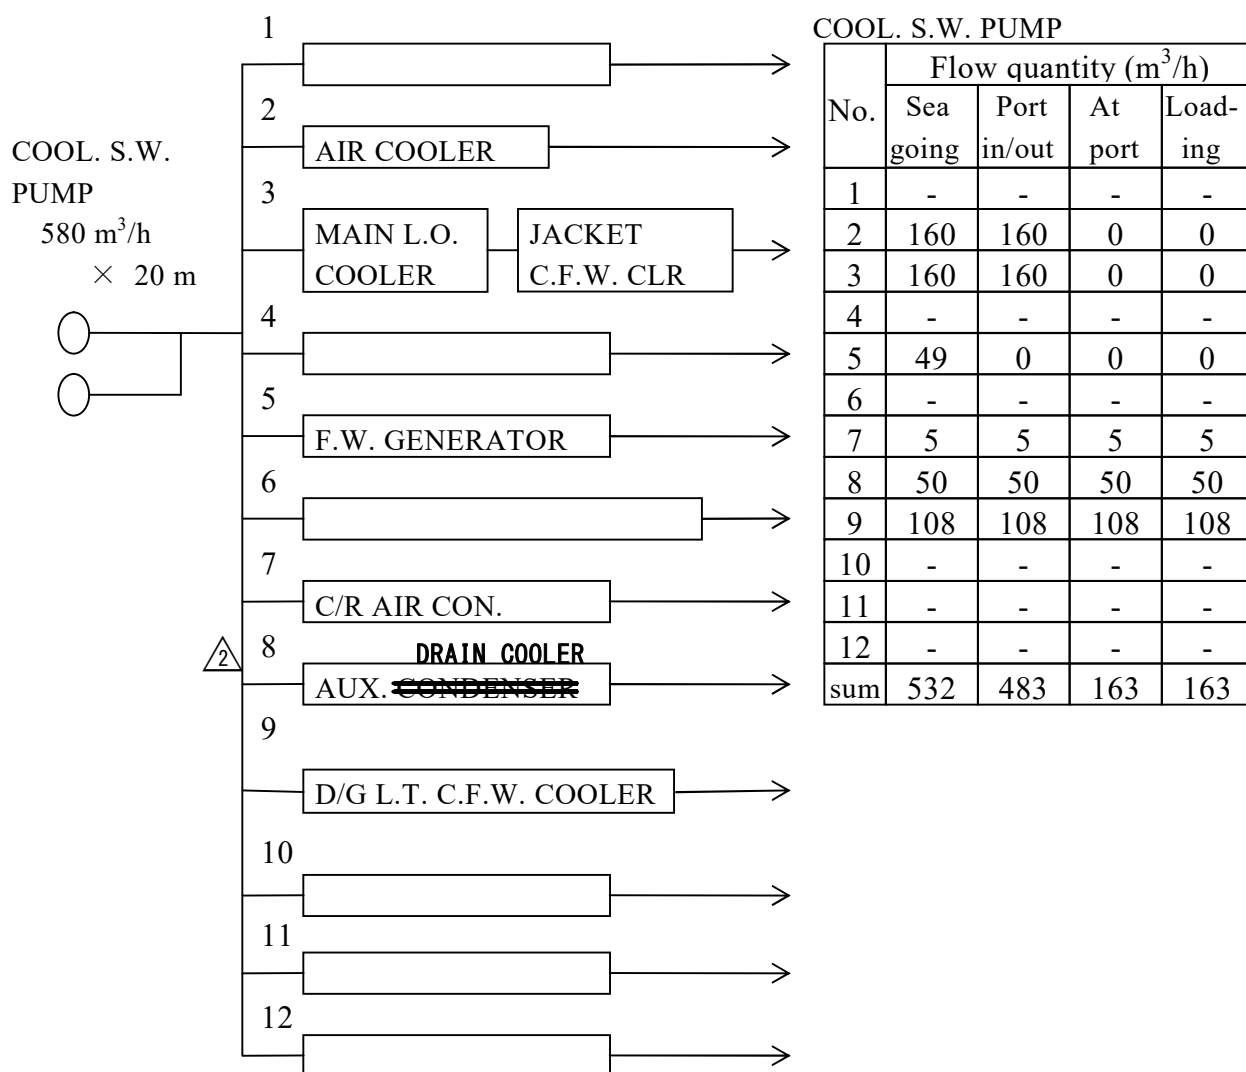 COOL. S.W.
PUMP
580 m³/h
× 20 m
1
2
AIR COOLER
3
MAIN L.O.
COOLER
JACKET
C.F.W. CLR
4
5
F.W. GENERATOR
6
7
C/R AIR CON.
2
8
DRAIN COOLER
AUX. CONDENSER
9
D/G L.T. C.F.W. COOLER
10
11
12
COOL. S.W. PUMP
No. Flow quantity (m³/h)
Sea Port At Load-
going in/out port ing
1 - - - -
2 160 160 0 0
3 160 160 0 0
4 - - - -
5 49 0 0 0
6 - - - -
7 5 5 5 5
8 50 50 50 50
9 108 108 108 108
10 - - - -
11 - - - -
12 - - - -
sum 532 483 163 163